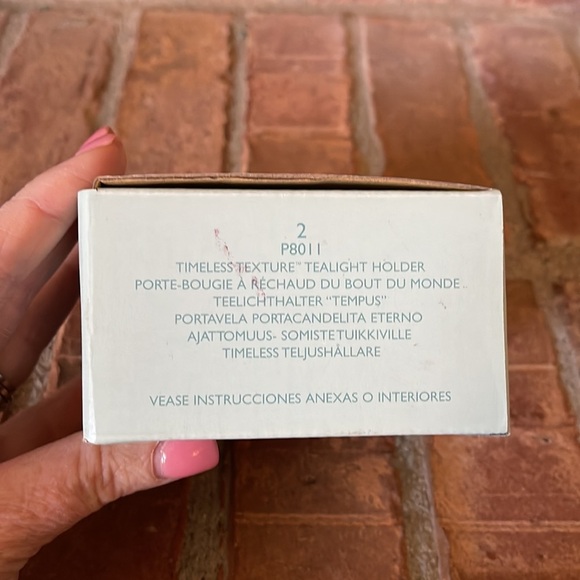 2
P8011
TIMELESS TEXTURE™ TEALIGHT HOLDER
PORTE-BOUGIE À RÉCHAUD DU BOUT DU MONDE
TEELICHTHALTER "TEMPUS"
PORTAVELA PORTACANDELITA ETERNO
AJATTOMUUS- SOMISTETUIKKIVILLE
TIMELESS TELJUSHÅLLARE
VEASE INSTRUCCIONES ANEXAS O INTERIORES